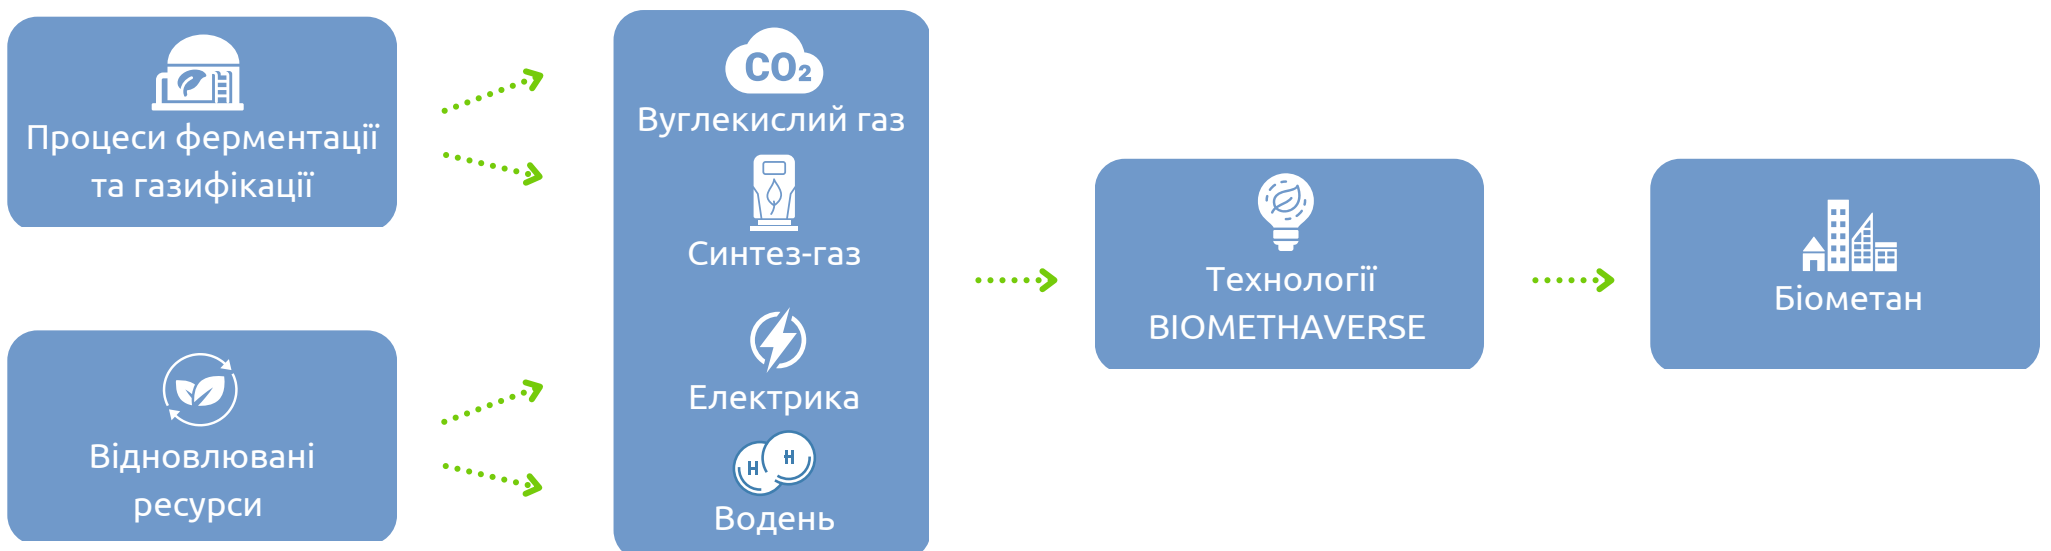 Процеси ферментації
та газифікації
Відновлювані
ресурси
CO₂
Вуглекислий газ
Синтез-газ
Електрика
H H
Водень
Технології
BIOMETHAVERSE
Біометан